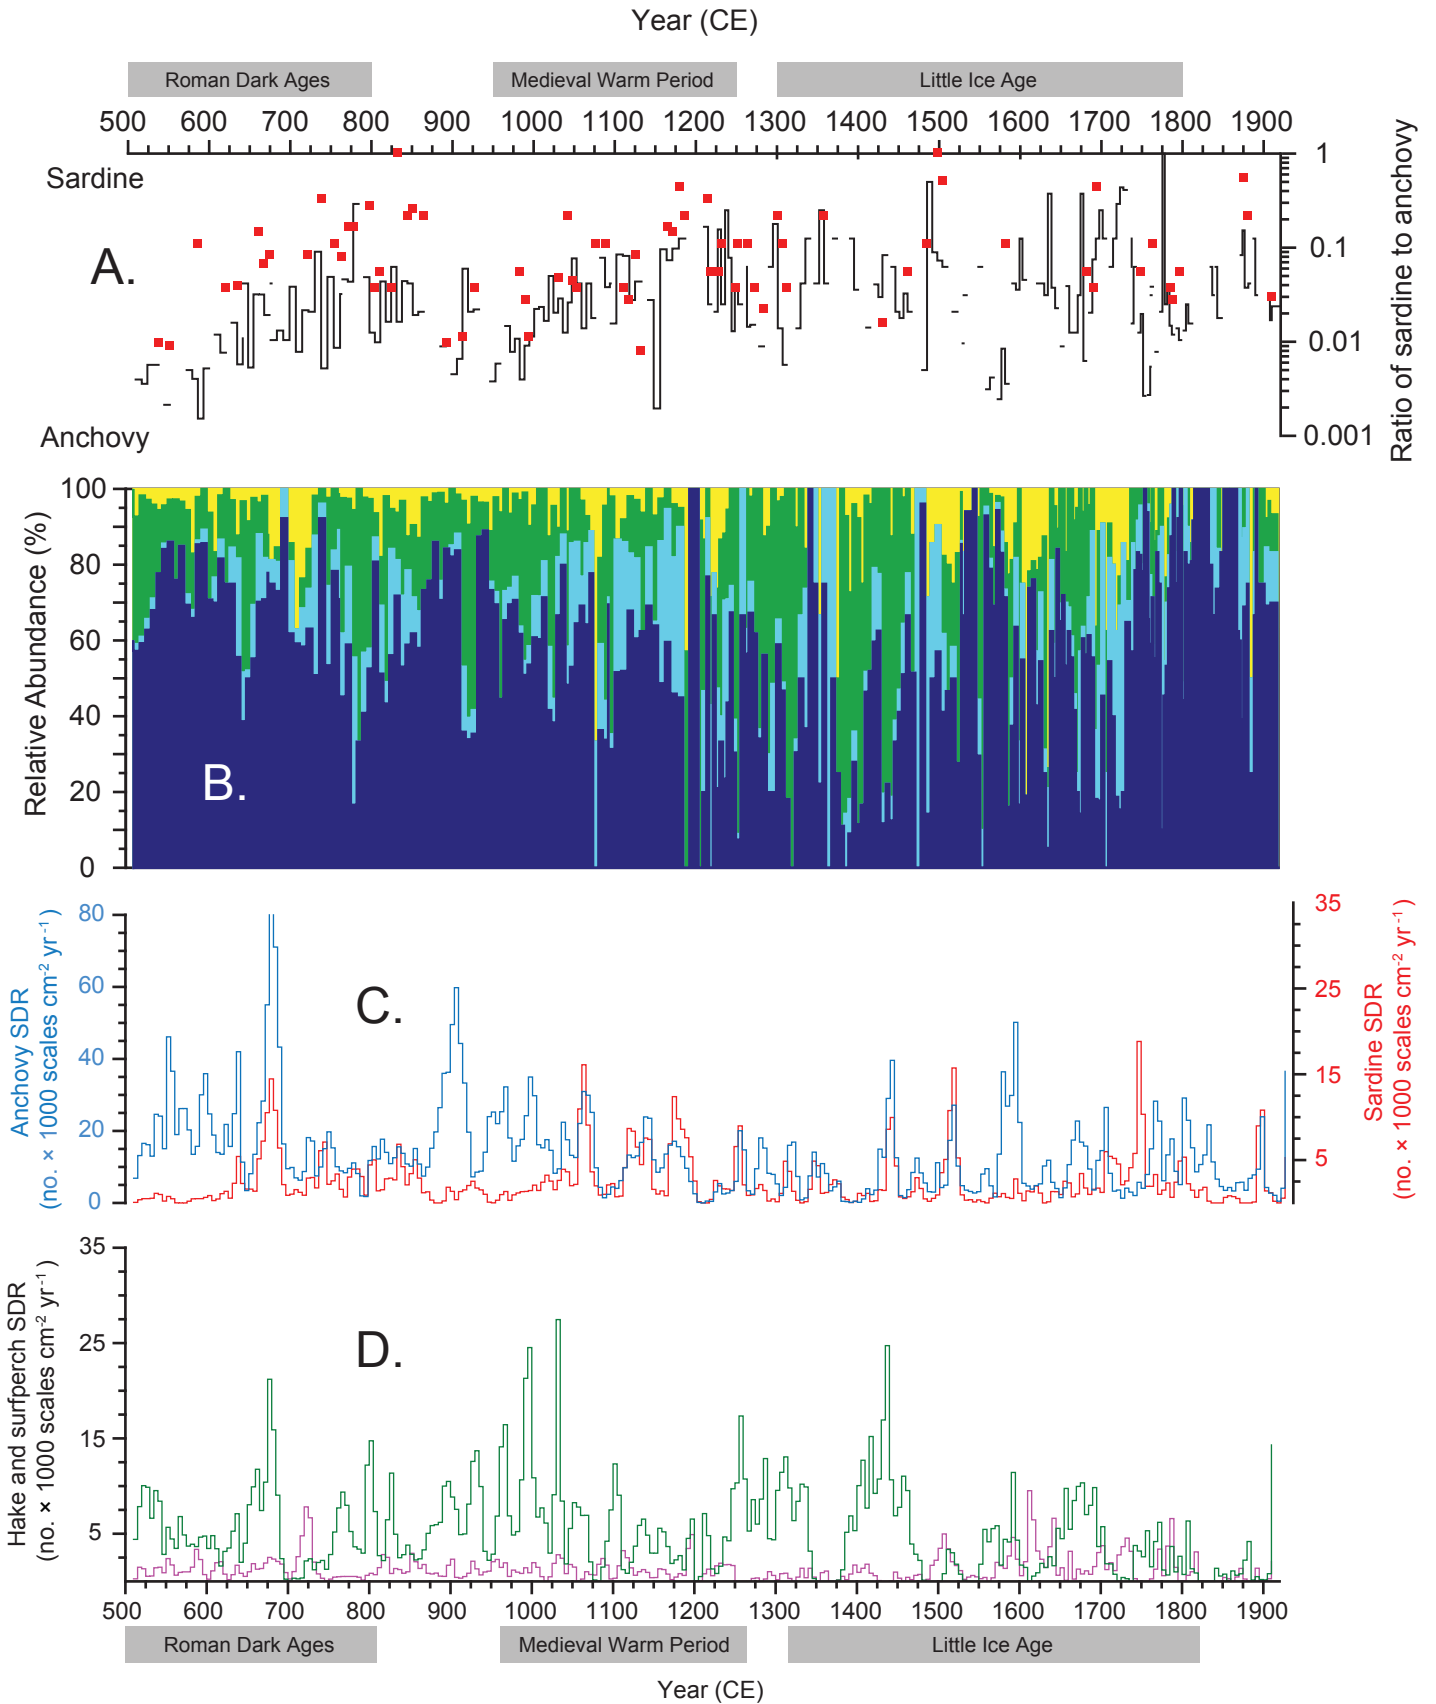 Year (CE)
Roman Dark Ages
Medieval Warm Period
Little Ice Age
500 600 700 800 900 1000 1100 1200 1300 1400 1500 1600 1700 1800 1900
Sardine
A.
Anchovy
1
0.1
0.01
0.001
Ratio of sardine to anchovy
100
80
60
40
20
0
Relative Abundance (%)
B.
80
60
40
20
0
Anchovy SDR
(no. × 1000 scales cm-2 yr-1 )
C.
35
25
15
5
Sardine SDR
(no. × 1000 scales cm-2 yr-1 )
35
25
15
5
Hake and surfperch SDR
(no. × 1000 scales cm-2 yr-1 )
D.
500 600 700 800 900 1000 1100 1200 1300 1400 1500 1600 1700 1800 1900
Roman Dark Ages
Medieval Warm Period
Little Ice Age
Year (CE)